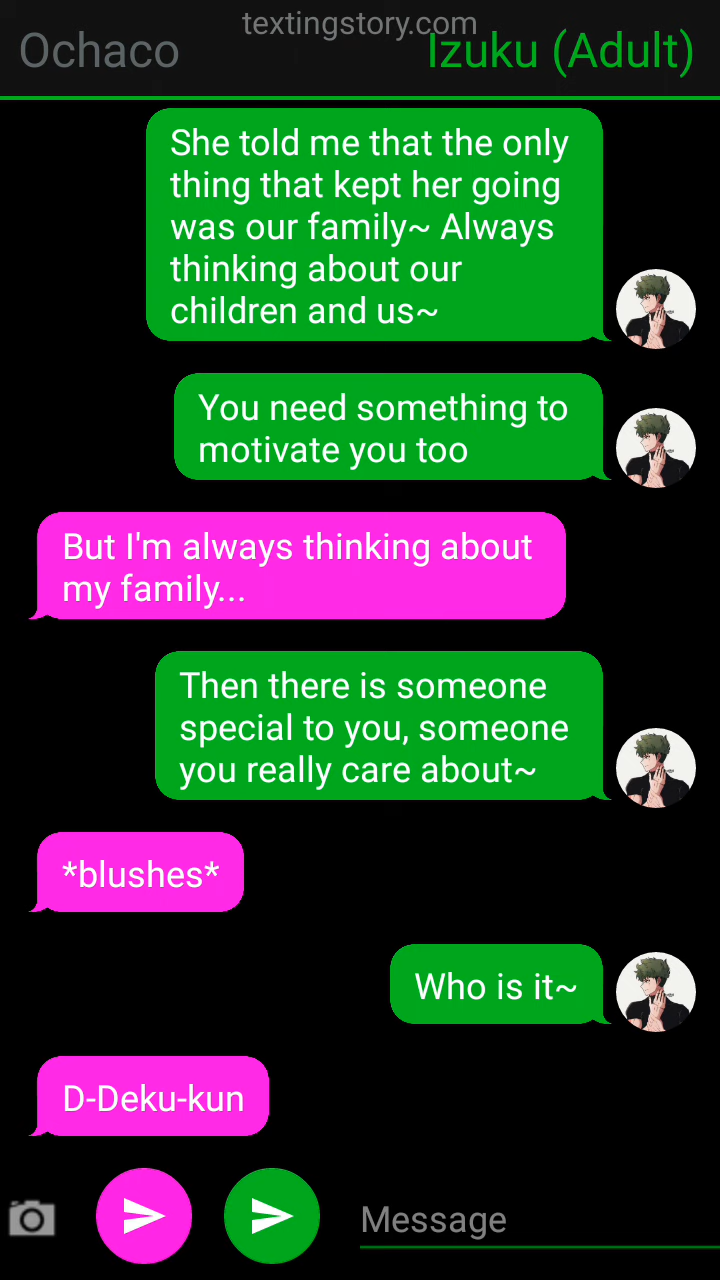 textingstory.com
Ochaco
Izuku (Adult)
She told me that the only
thing that kept her going
was our family~ Always
thinking about our
children and us~
You need something to
motivate you too
But I'm always thinking about
my family...
Then there is someone
special to you, someone
you really care about~
*blushes*
Who is it~
D-Deku-kun
Message